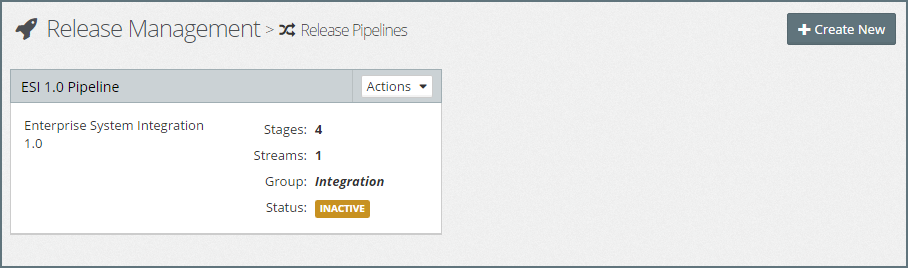 Release Management > Release Pipelines
Create New
ESI 1.0 Pipeline
Actions
Enterprise System Integration
1.0
Stages: 4
Streams: 1
Group: Integration
Status: INACTIVE